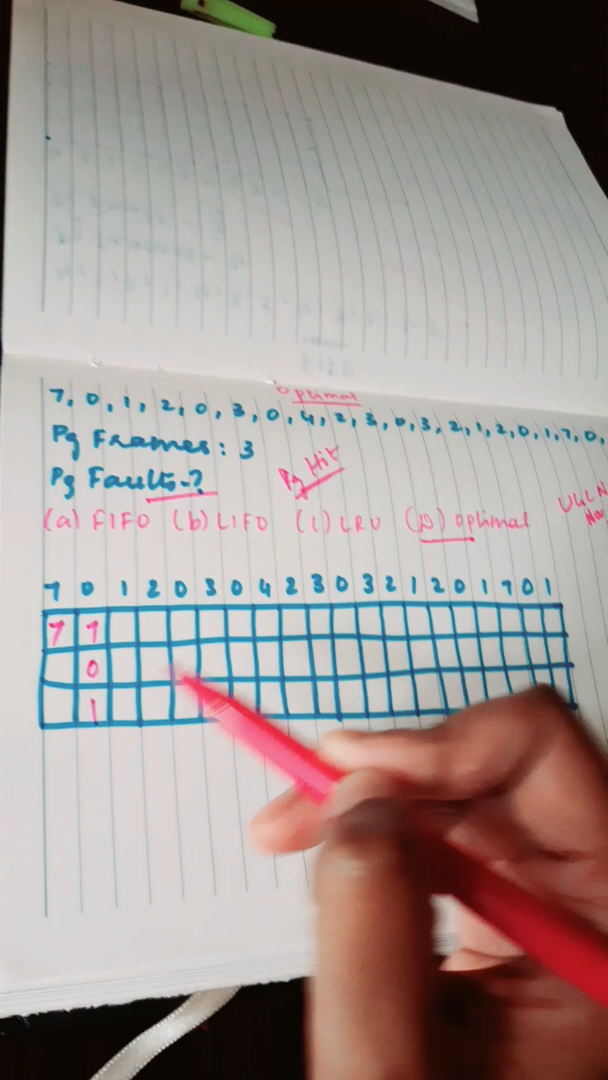 optimal
7, 0, 1, 2, 0, 3, 0, 4, 2, 3, 0, 3, 2, 1, 2, 0, 1, 7, 0,
Pg Frames: 3
Pg Faults-?
Pg Hit
(a) FIFO (b) LIFO (c) LRU (D) optimal
7 0 1 2 0 3 0 4 2 3 0 3 2 1 2 0 1 7 0 1
7 7
0
1